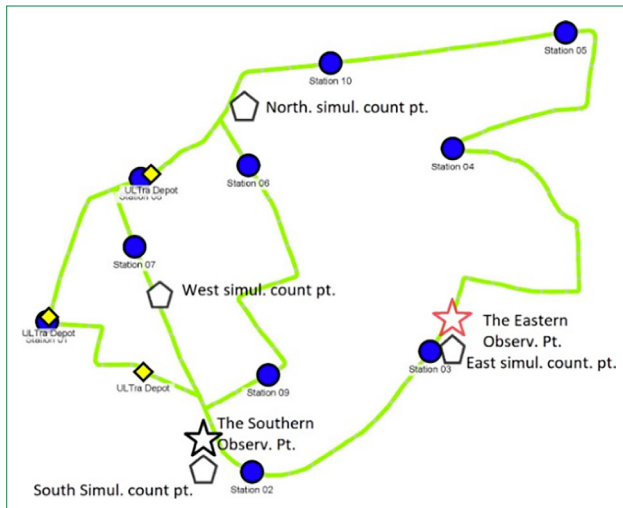 Station 05
Station 10
North. simul. count pt.
Station 04
Station 06
ULTra Depot
Station 07
West simul. count pt.
The Eastern
Observ. Pt.
ULTra Depot
Station 01
Station 03
East simul. count. pt.
ULTra Depot
Station 09
The Southern
Observ. Pt.
South Simul. count pt.
Station 02